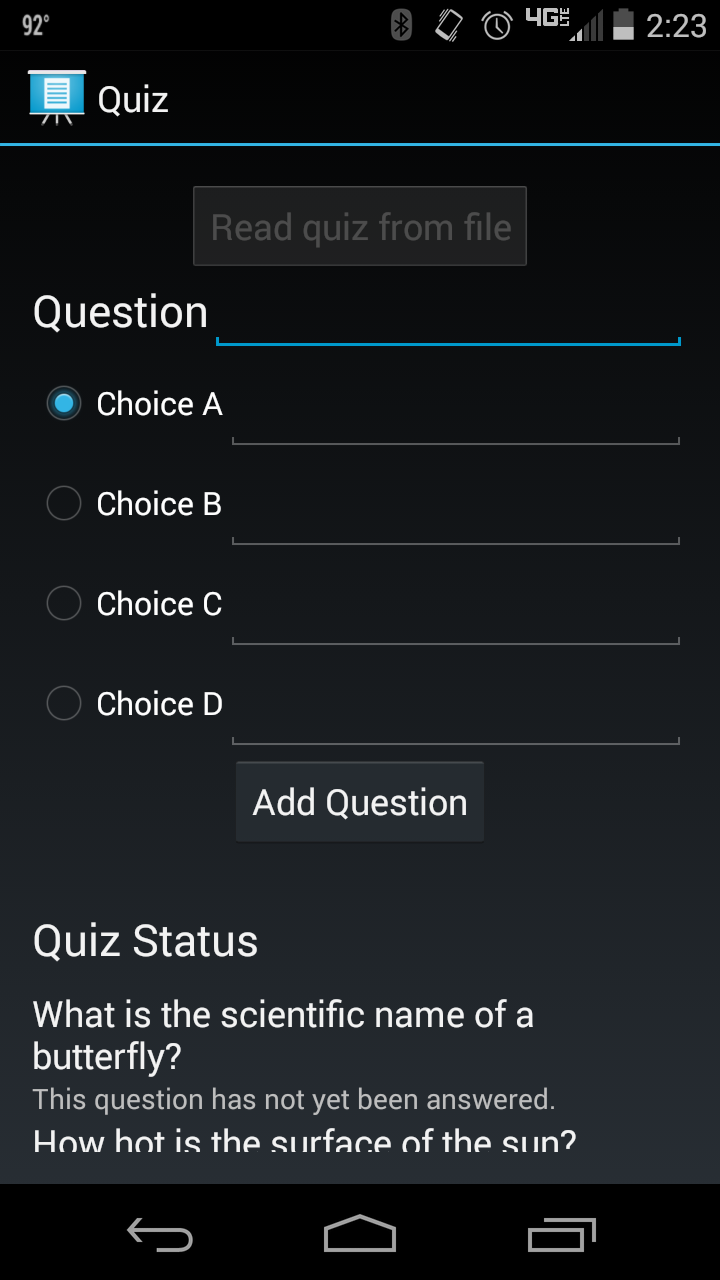 92°
4G LTE 2:23
Quiz
Read quiz from file
Question
Choice A
Choice B
Choice C
Choice D
Add Question
Quiz Status
What is the scientific name of a
butterfly?
This question has not yet been answered.
How hot is the surface of the sun?